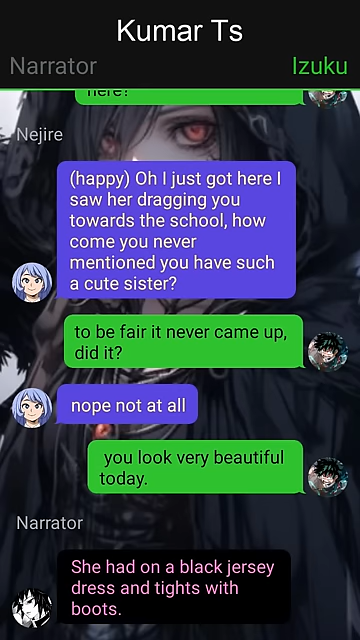 Kumar Ts
Narrator
Izuku
here?
Nejire
(happy) Oh I just got here I
saw her dragging you
towards the school, how
come you never
mentioned you have such
a cute sister?
to be fair it never came up,
did it?
nope not at all
you look very beautiful
today.
Narrator
She had on a black jersey
dress and tights with
boots.